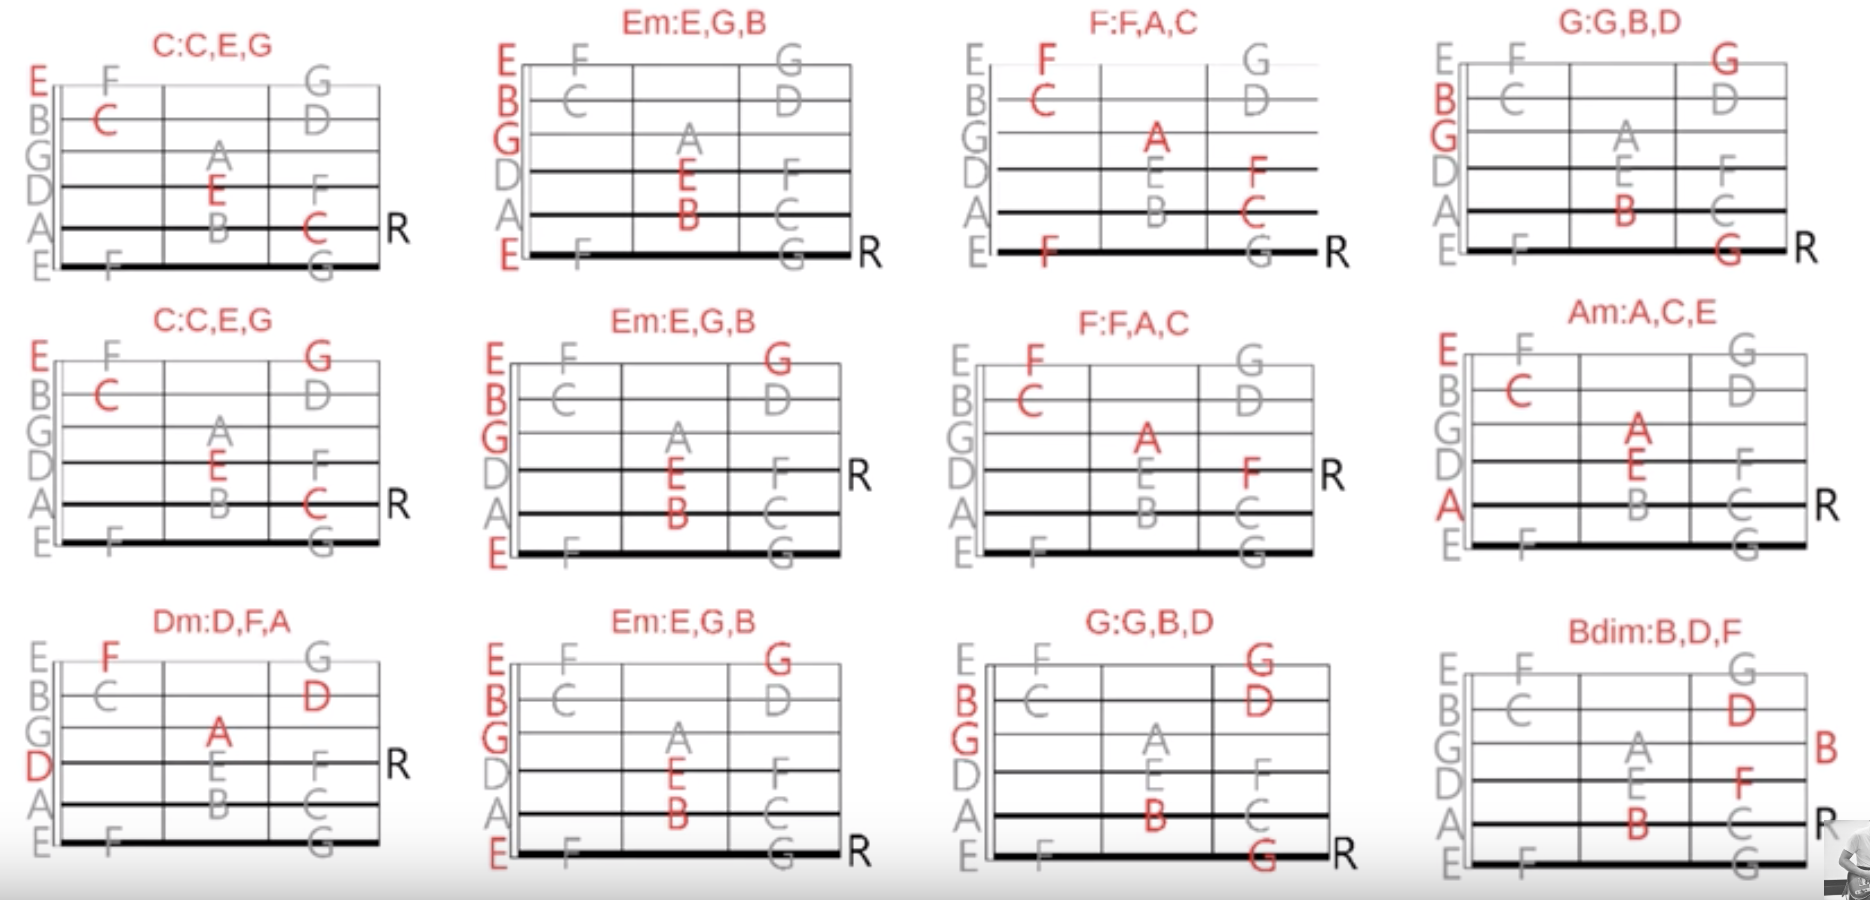 C:C,E,G
E F G
B C D
G A
D E F
A B C R
E F G
Em:E,G,B
E F G
B C D
G A
D E F
A B C
E F G R
F:F,A,C
E F G
B C D
G A
D E F
A B C
E F G R
G:G,B,D
E F G
B C D
G A
D E F
A B C
E F G R
C:C,E,G
E F G
B C D
G A
D E F
A B C R
E F G
Em:E,G,B
E F G
B C D
G A
D E F R
A B C
E F G
F:F,A,C
E F G
B C D
G A
D E F R
A B C
E F G
Am:A,C,E
E F G
B C D
G A
D E F
A B C R
E F G
Dm:D,F,A
E F G
B C D
G A
D E F R
A B C
E F G
Em:E,G,B
E F G
B C D
G A
D E F
A B C
E F G R
G:G,B,D
E F G
B C D
G A
D E F
A B C
E F G R
Bdim:B,D,F
E F G
B C D
G A B
D E F
A B C R
E F G